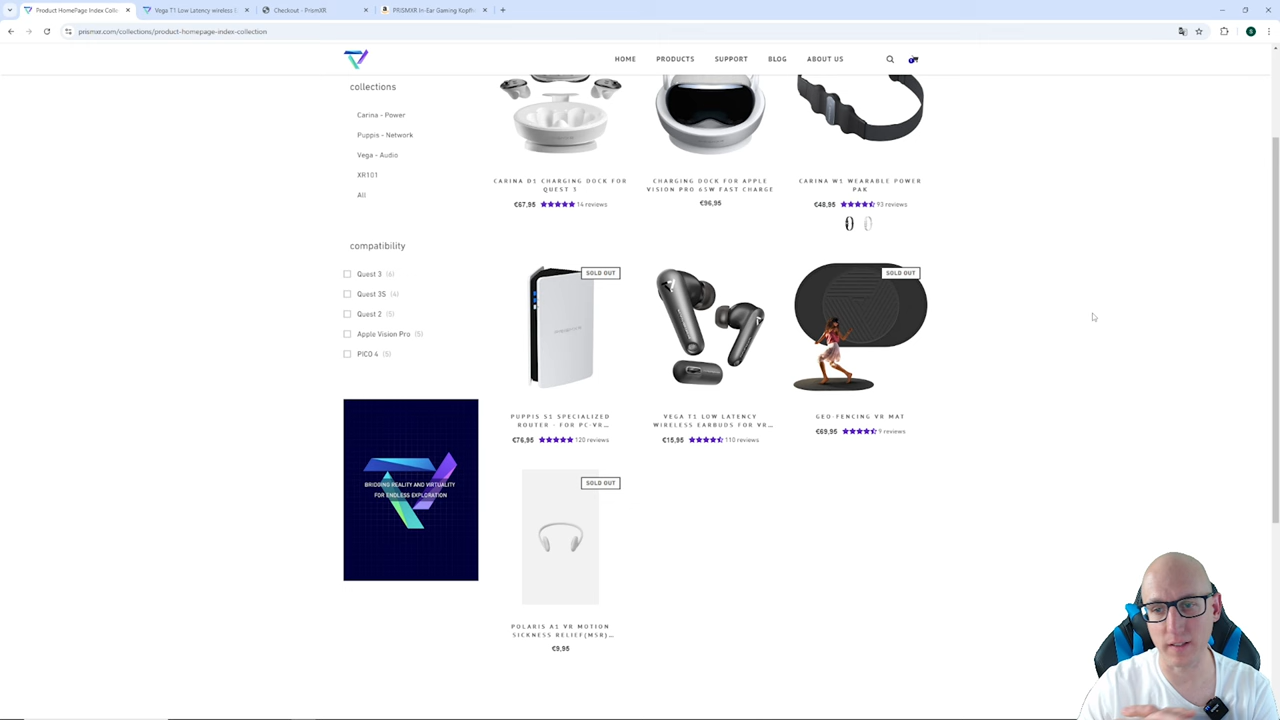 Product HomePage Index Coll
Vega T1 Low Latency wireless
Checkout - PrismXR
PRISMXR In-Ear Gaming Kopfh
prismxr.com/collections/product-homepage-index-collection
HOME
PRODUCTS
SUPPORT
BLOG
ABOUT US
collections
Carina - Power
Puppis - Network
Vega - Audio
XR101
All
CARINA D1 CHARGING DOCK FOR
QUEST 3
€67,95 14 reviews
CHARGING DOCK FOR APPLE
VISION PRO 65W FAST CHARGE
€96,95
CARINA W1 WEARABLE POWER
PAK
€48,95 93 reviews
compatibility
Quest 3 (6)
Quest 3S (4)
Quest 2 (5)
Apple Vision Pro (5)
PICO 4 (5)
SOLD OUT
PUPPIS S1 SPECIALIZED
ROUTER - FOR PC-VR...
€76,95 120 reviews
VEGA T1 LOW LATENCY
WIRELESS EARBUDS FOR VR...
€15,95 110 reviews
SOLD OUT
GEO-FENCING VR MAT
€69,95 9 reviews
BRIDGING REALITY AND VIRTUALITY
FOR ENDLESS EXPLORATION
SOLD OUT
POLARIS A1 VR MOTION
SICKNESS RELIEF(MSR)...
€9,95